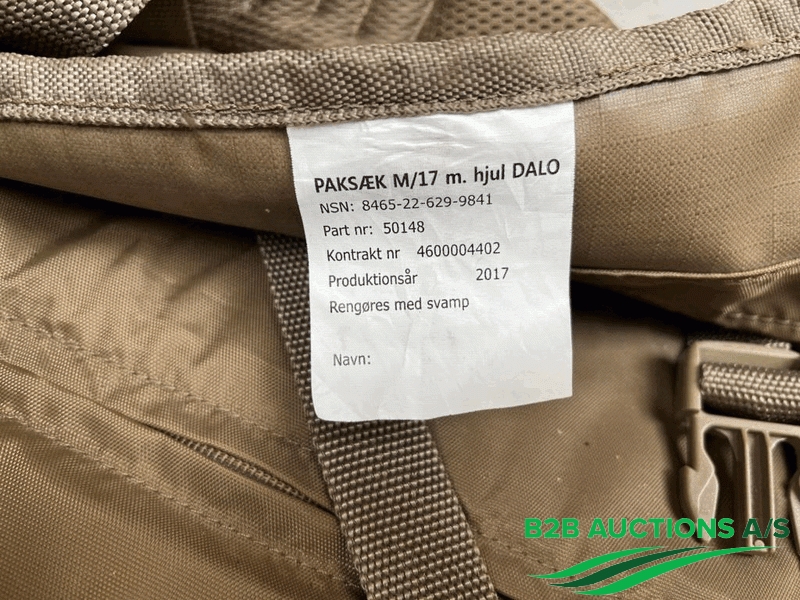 PAKSÆK M/17 m. hjul DALO
NSN: 8465-22-629-9841
Part nr: 50148
Kontrakt nr 4600004402
Produktionsår 2017
Rengøres med svamp
Navn:
B2B AUCTIONS A/S